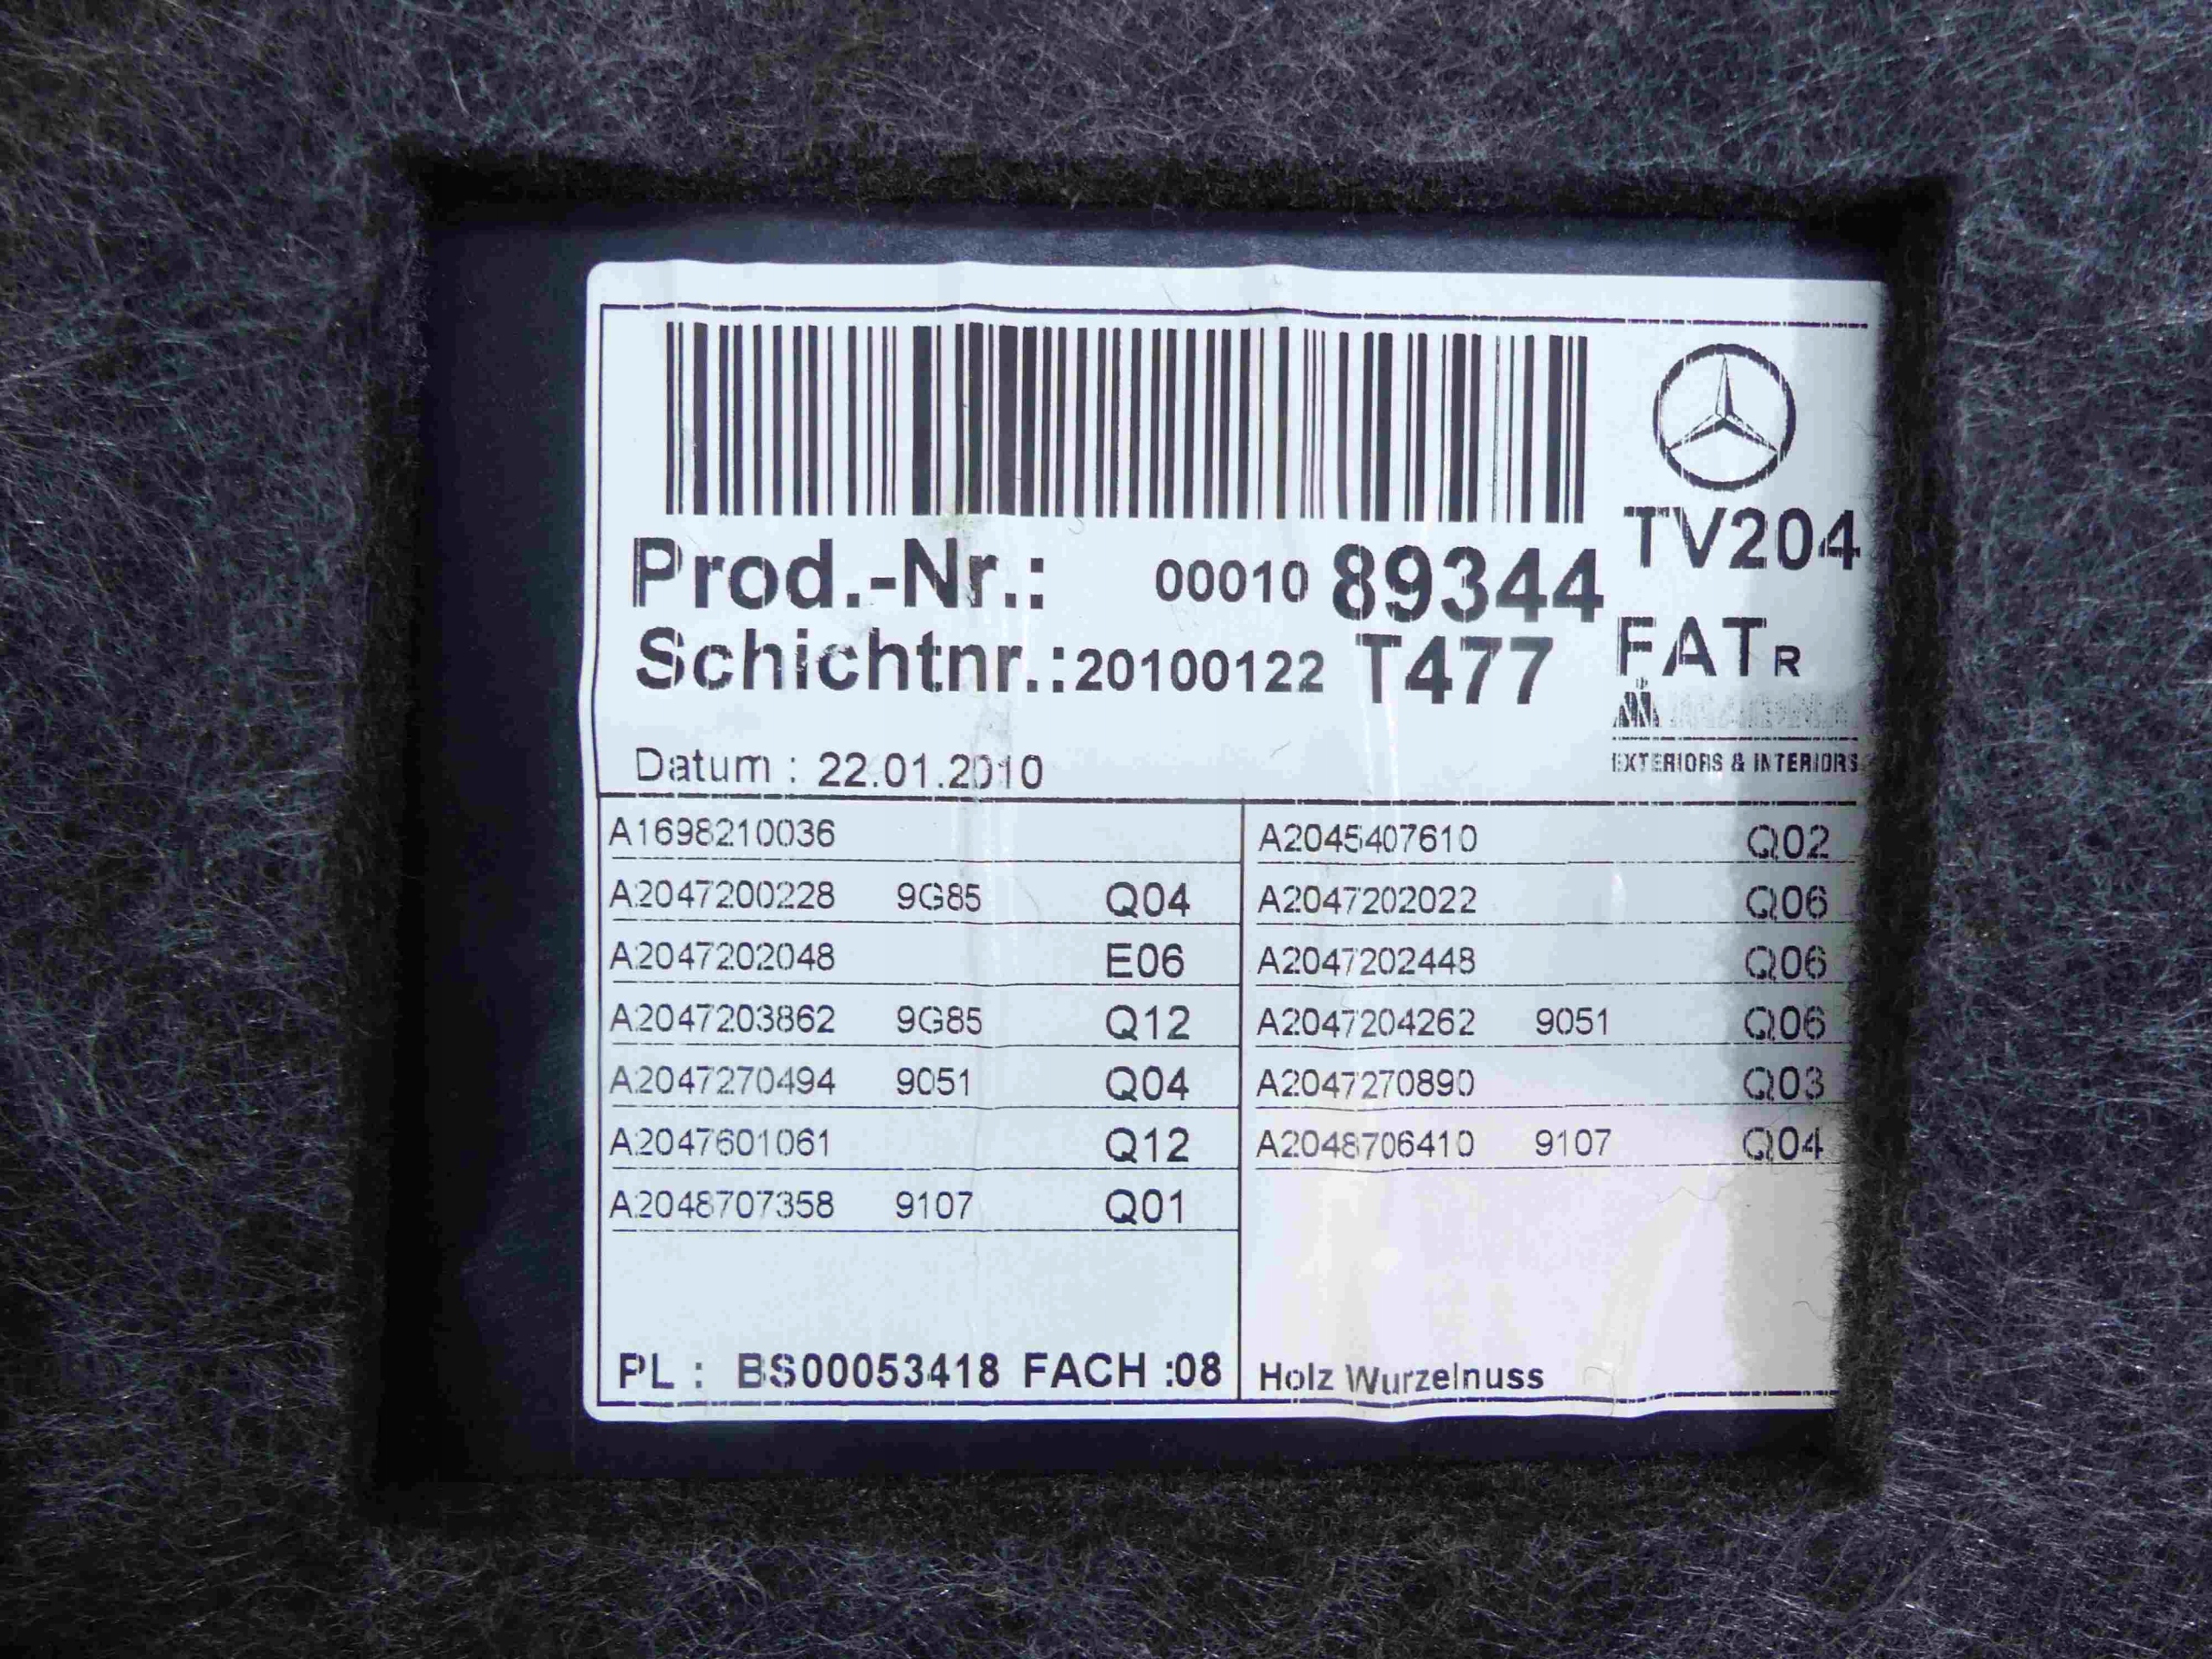 TV204
Prod.-Nr.: 00010 89344
FATR
Schichtnr.:20100122 T477
EXTERIORS & INTERIORS
Datum : 22.01.2010
A1698210036
A2047200228 9G85 Q04
A2047202048 E06
A2047203862 9G85 Q12
A2047270494 9051 Q04
A2047601061 Q12
A2048707358 9107 Q01
A2045407610 Q02
A2047202022 Q06
A2047202448 Q06
A2047204262 9051 Q06
A2047270890 Q03
A2048706410 9107 Q04
PL : BS00053418 FACH :08
Holz Wurzelnuss